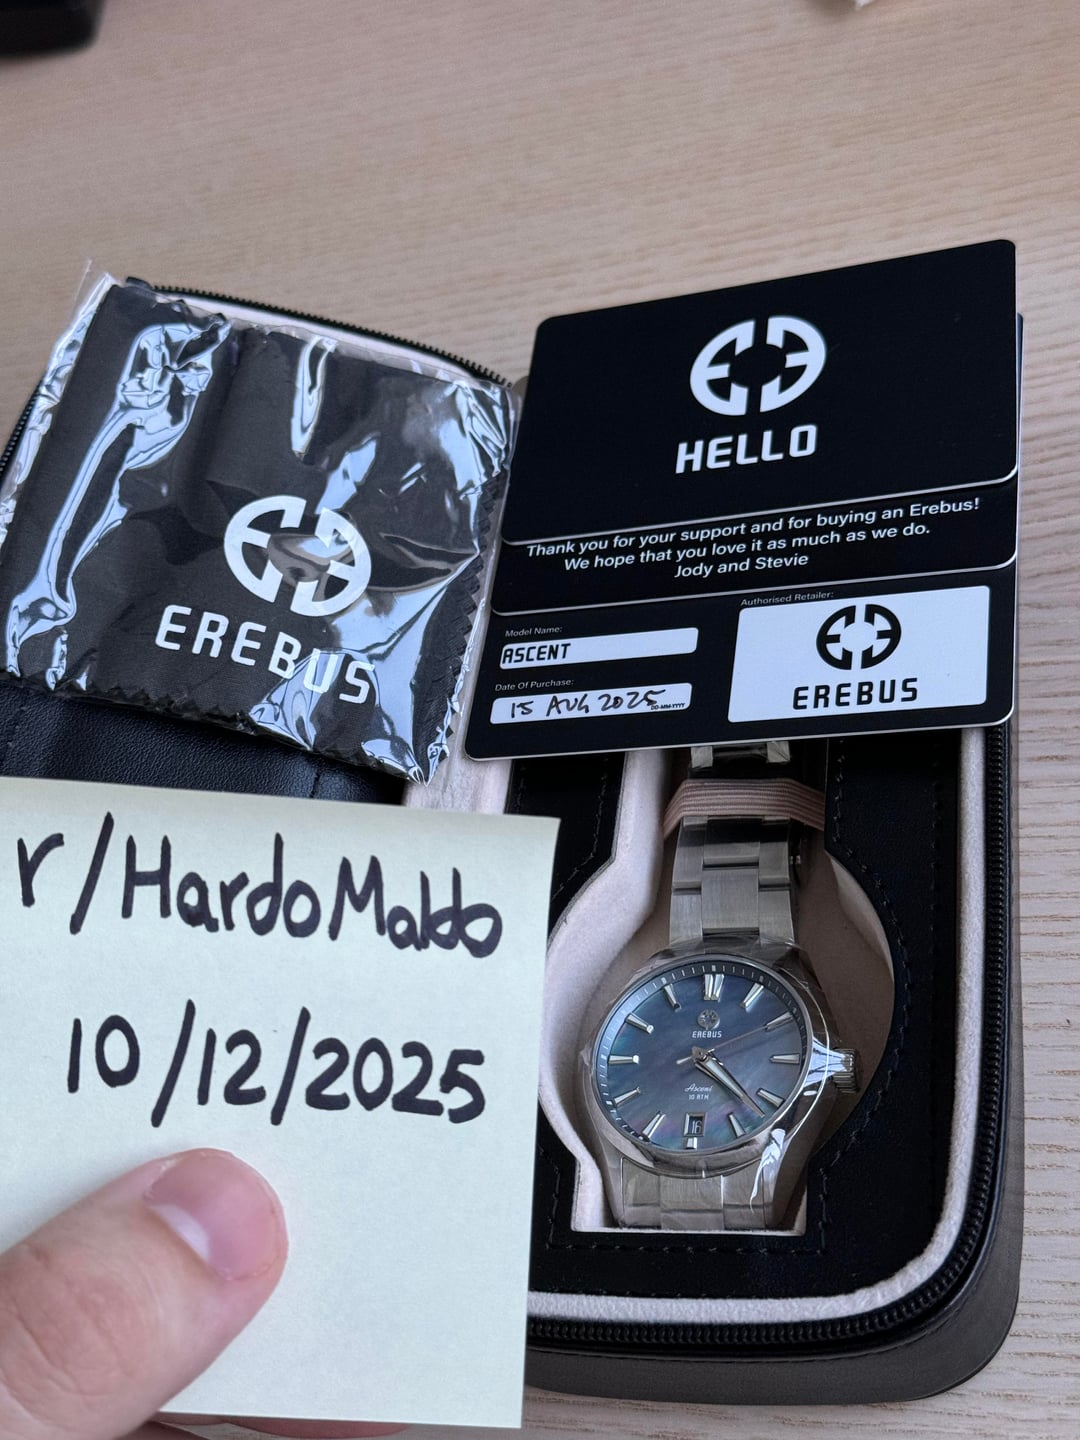 EREBUS
HELLO
Thank you for your support and for buying an Erebus!
We hope that you love it as much as we do.
Jody and Stevie
Model Name:
ASCENT
Date Of Purchase:
15 AUG 2025
DD-MM-YYYY
Authorised Retailer:
EREBUS
r/HardoMaldo
10/12/2025
EREBUS
Ascent
10 ATM
16